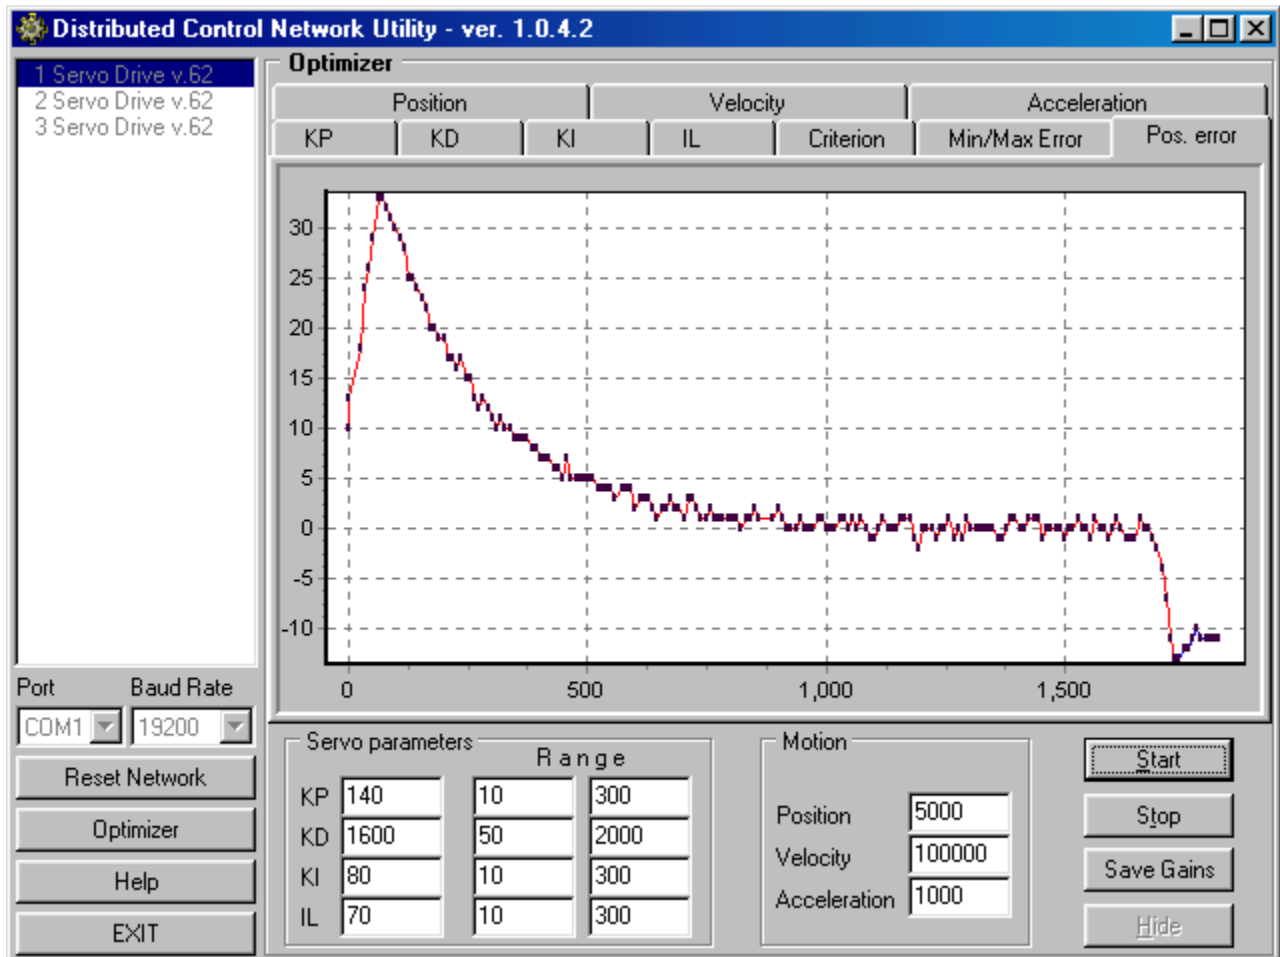 Distributed Control Network Utility - ver. 1.0.4.2
1 Servo Drive v.62
2 Servo Drive v.62
3 Servo Drive v.62
Port Baud Rate
COM1 19200
Reset Network
Optimizer
Help
EXIT
Optimizer
Position Velocity Acceleration
KP KD KI IL Criterion Min/Max Error Pos. error
30
25
20
15
10
5
0
-5
-10
0 500 1,000 1,500
Servo parameters
Range
KP 140 10 300
KD 1600 50 2000
KI 80 10 300
IL 70 10 300
Motion
Position 5000
Velocity 100000
Acceleration 1000
Start
Stop
Save Gains
Hide